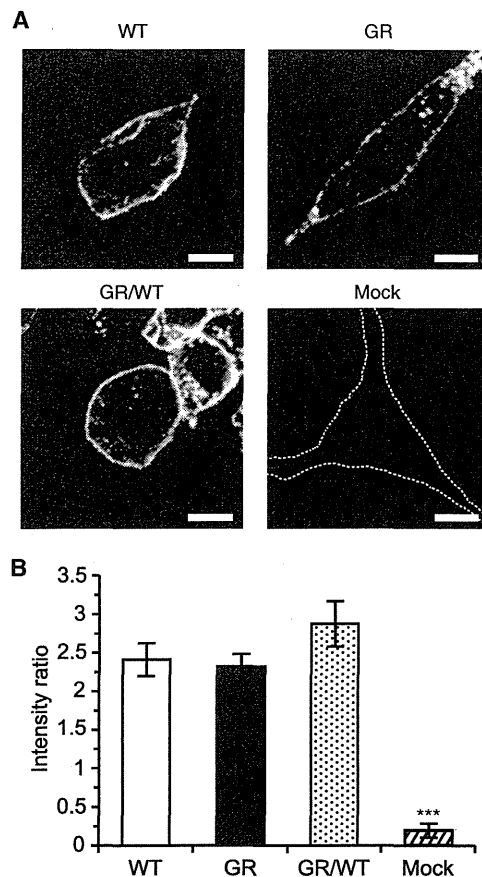 A
WT
GR
GR/WT
Mock
B
3.5
3
2.5
2
1.5
1
0.5
0
Intensity ratio
***
WT
GR
GR/WT
Mock